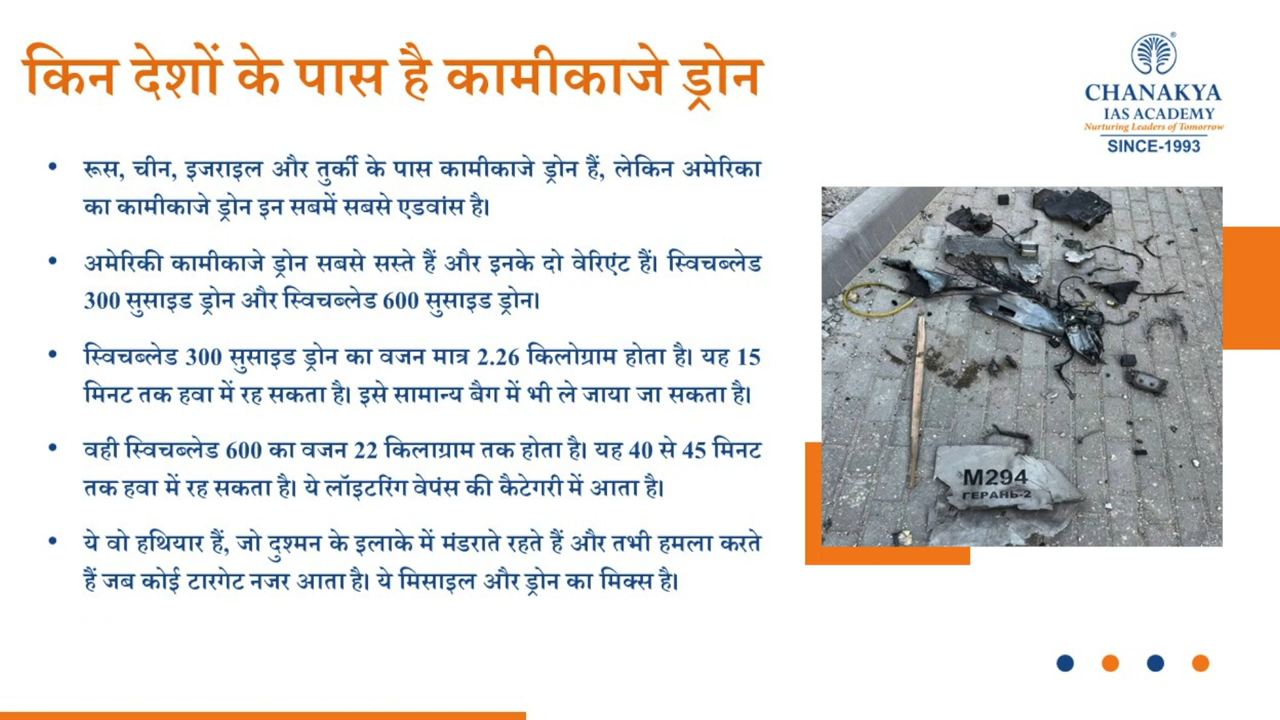 किन देशों के पास है कामीकाजे ड्रोन
CHANAKYA
IAS ACADEMY
Nurturing Leaders of Tomorrow
SINCE-1993
• रूस, चीन, इजराइल और तुर्की के पास कामीकाजे ड्रोन हैं, लेकिन अमेरिका
का कामीकाजे ड्रोन इन सबमें सबसे एडवांस है।
• अमेरिकी कामीकाजे ड्रोन सबसे सस्ते हैं और इनके दो वेरिएंट हैं। स्विचब्लेड
300 सुसाइड ड्रोन और स्विचब्लेड 600 सुसाइड ड्रोन।
• स्विचब्लेड 300 सुसाइड ड्रोन का वजन मात्र 2.26 किलोग्राम होता है। यह 15
मिनट तक हवा में रह सकता है। इसे सामान्य बैग में भी ले जाया जा सकता है।
• वही स्विचब्लेड 600 का वजन 22 किलाग्राम तक होता है। यह 40 से 45 मिनट
तक हवा में रह सकता है। ये लॉइटरिंग वेपंस की कैटेगरी में आता है।
• ये वो हथियार हैं, जो दुश्मन के इलाके में मंडराते रहते हैं और तभी हमला करते
हैं जब कोई टारगेट नजर आता है। ये मिसाइल और ड्रोन का मिक्स है।
М294
ГЕРАНЬ-2